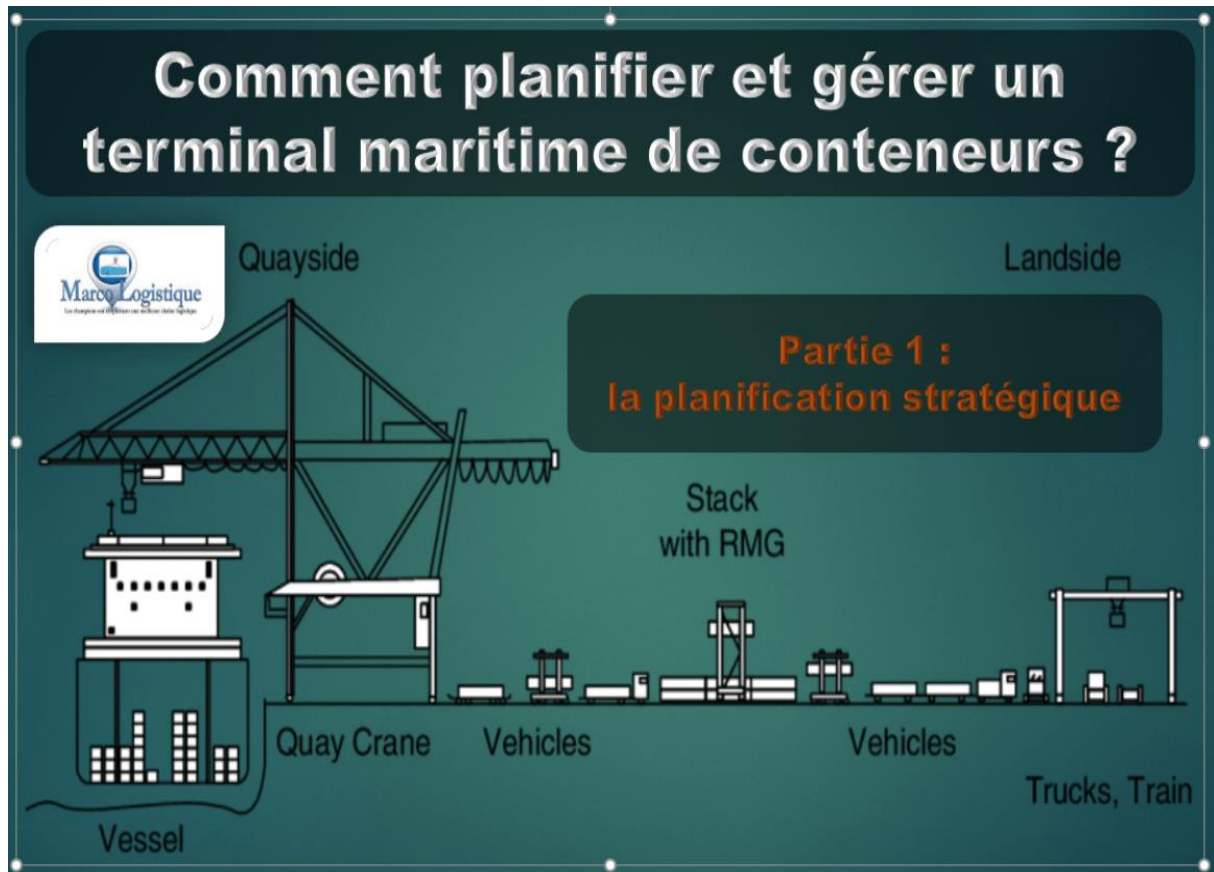 Comment planifier et gérer un
terminal maritime de conteneurs ?
Marco Logistique
Quayside
Landside
Partie 1 :
la planification stratégique
Stack
with RMG
Quay Crane
Vehicles
Vehicles
Trucks, Train
Vessel